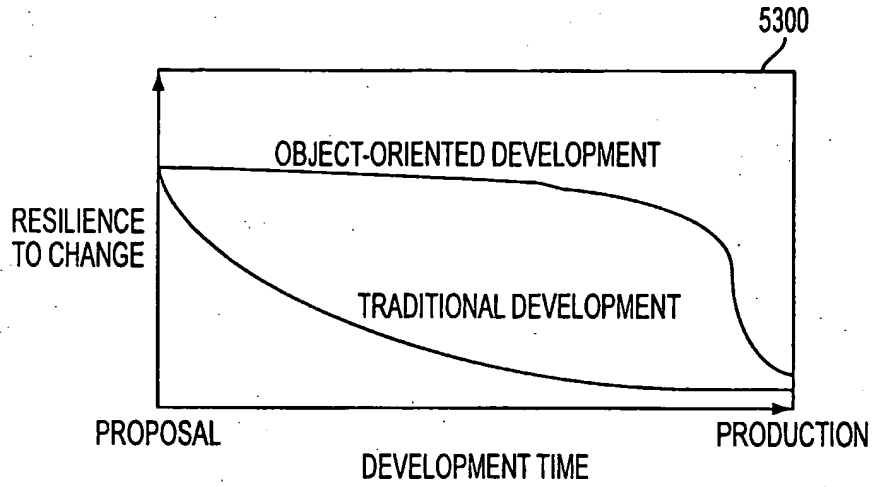 5300
OBJECT-ORIENTED DEVELOPMENT
RESILIENCE
TO CHANGE
TRADITIONAL DEVELOPMENT
PROPOSAL
PRODUCTION
DEVELOPMENT TIME